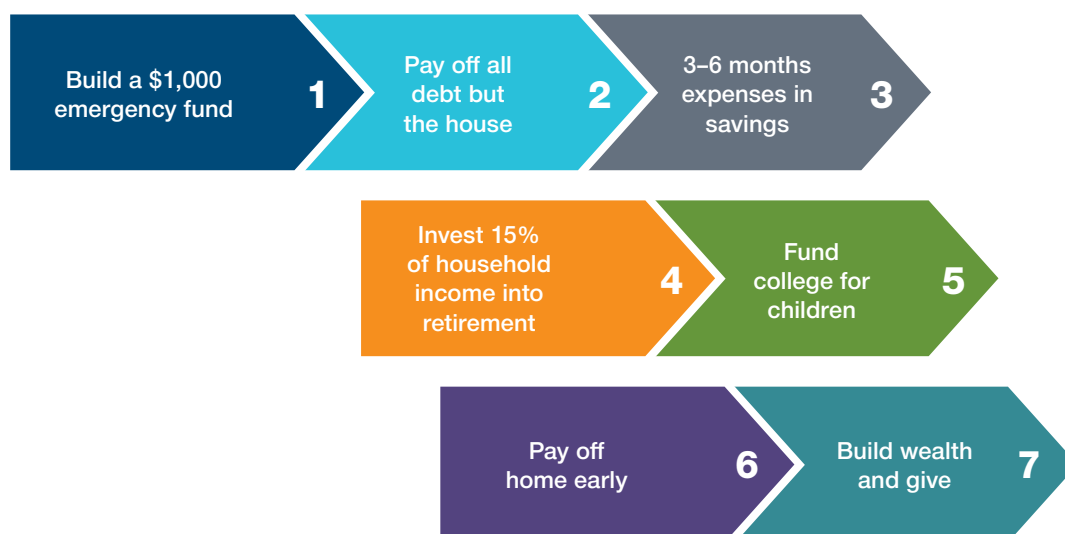 Build a $1,000
emergency fund
1
Pay off all
debt but
the house
2
3–6 months
expenses in
savings
3
Invest 15%
of household
income into
retirement
4
Fund
college for
children
5
Pay off
home early
6
Build wealth
and give
7